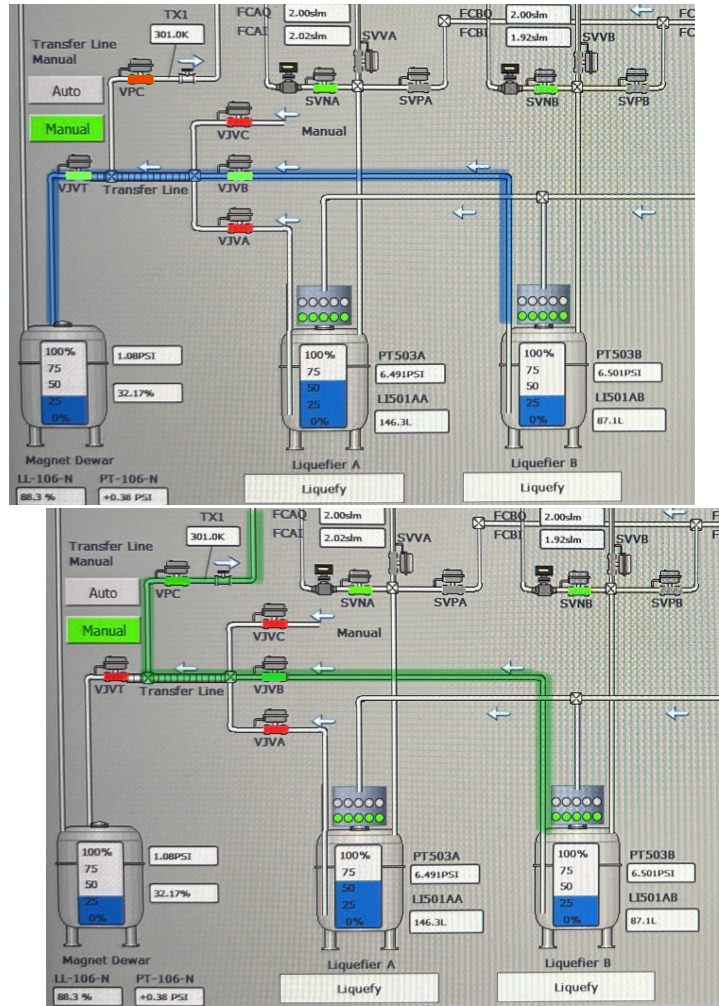 TX1
301.0K
FCAQ
2.00slm
FCAI
2.02slm
SVVA
FCBQ
2.00slm
FCBI
1.92slm
SVVB
FC
FC
Transfer Line
Manual
Auto
Manual
VPC
SVNA
SVPA
SVNB
SVPB
VJVC
Manual
VJVT
Transfer Line
VJVB
VJVA
100%
75
50
25
0%
1.08PSI
32.17%
100%
75
50
25
0%
PT503A
6.491PSI
LI501AA
146.3L
100%
75
50
25
0%
PT503B
6.501PSI
LI501AB
87.1L
Magnet Dewar
LL-106-N
PT-106-N
88.3 %
+0.38 PSI
Liquefier A
Liquefy
Liquefier B
Liquefy
TX1
301.0K
FCAQ
2.00slm
FCAI
2.02slm
SVVA
FCBQ
2.00slm
FCBI
1.92slm
SVVB
F
F
Transfer Line
Manual
Auto
Manual
VPC
SVNA
SVPA
SVNB
SVPB
VJVC
Manual
VJVT
Transfer Line
VJVB
VJVA
100%
75
50
25
0%
1.08PSI
32.17%
100%
75
50
25
0%
PT503A
6.491PSI
LI501AA
146.3L
100%
75
50
25
0%
PT503B
6.501PSI
LI501AB
87.1L
Magnet Dewar
LL-106-N
PT-106-N
88.3 %
+0.38 PSI
Liquefier A
Liquefy
Liquefier B
Liquefy